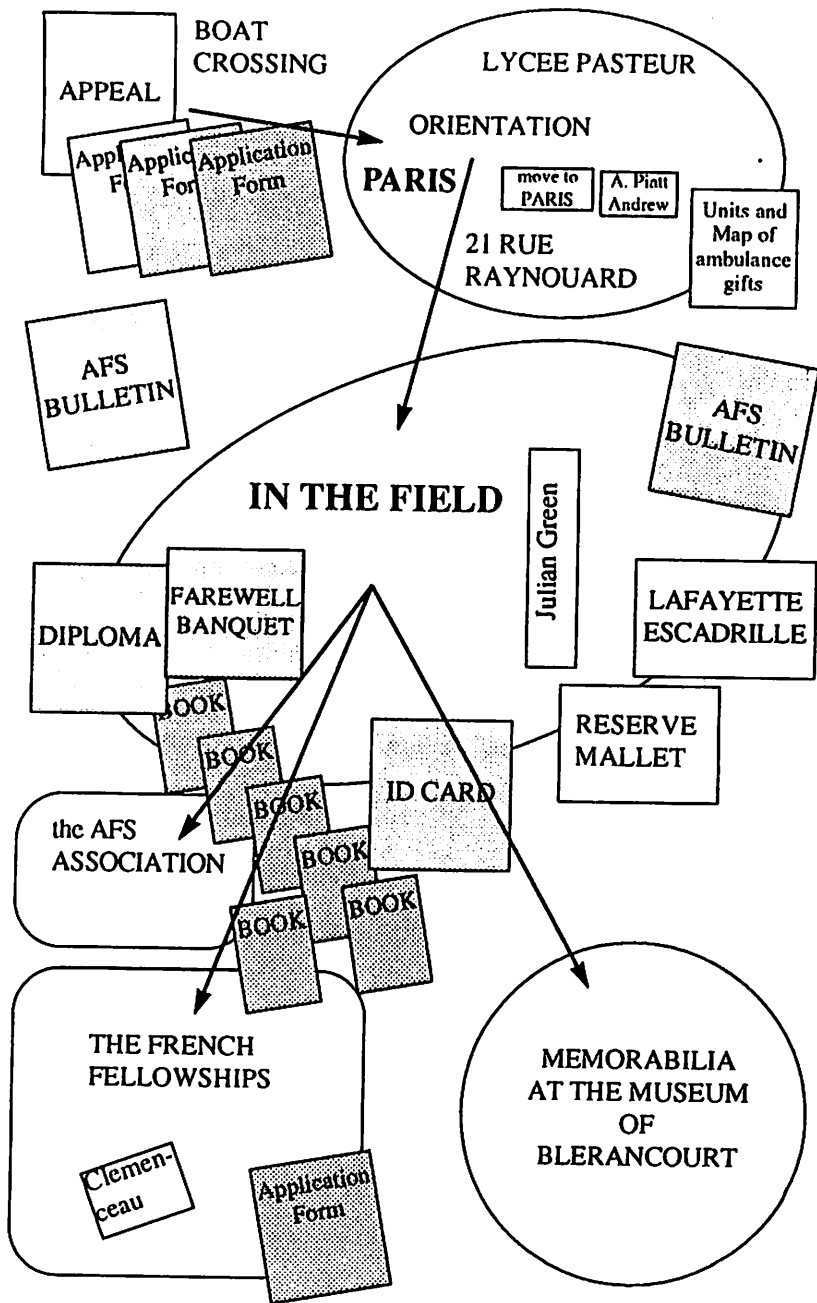 BOAT
CROSSING
APPEAL
Appl
F
Applic
For
Application
Form
LYCEE PASTEUR
ORIENTATION
PARIS
move to
PARIS
A. Piatt
Andrew
Units and
Map of
ambulance
gifts
21 RUE
RAYNOUARD
AFS
BULLETIN
AFS
BULLETIN
IN THE FIELD
Julian Green
DIPLOMA
FAREWELL
BANQUET
LAFAYETTE
ESCADRILLE
RESERVE
MALLET
BOOK
BOOK
BOOK
BOOK
BOOK
BOOK
ID CARD
the AFS
ASSOCIATION
THE FRENCH
FELLOWSHIPS
Clemen-
ceau
Application
Form
MEMORABILIA
AT THE MUSEUM
OF
BLERANCOURT